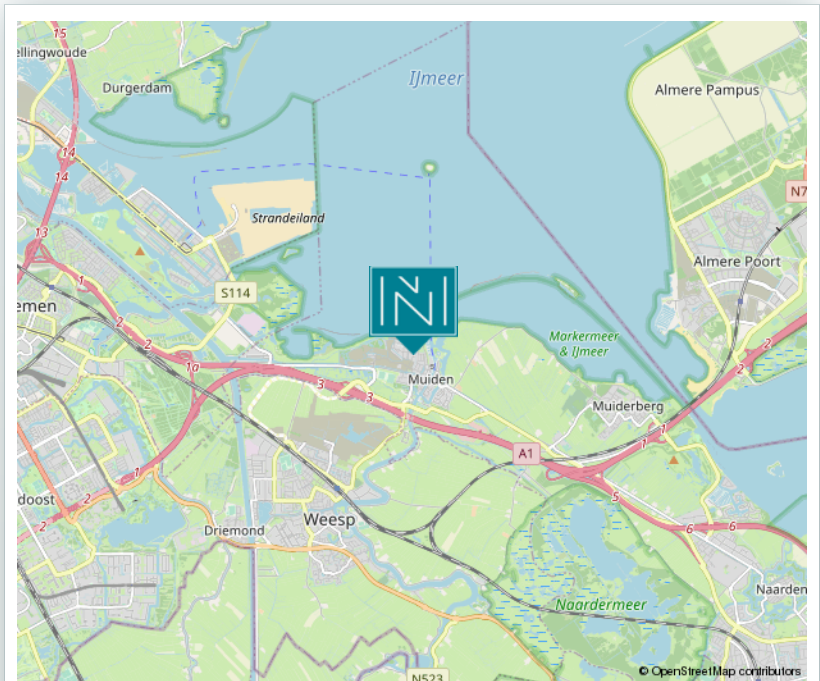 15
ellingwoude
Durgerdam
IJmeer
Almere Pampus
14
14
N7
Strandeiland
13
Almere Poort
1
S114
emen
2
N
2
Markermeer
& IJmeer
2
1a
2
3
Muiden
3
Muiderberg
1
1
A1
1
5
doost
2
2
Weesp
Driemond
6
6
Naarden
Naardermeer
N523
© OpenStreetMap contributors